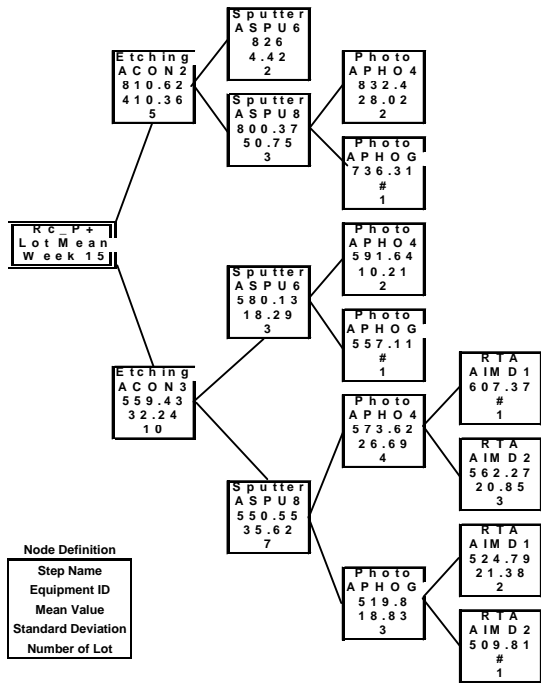 Rc_P+
Lot Mean
Week 15
Etching
ACON2
810.62
410.36
5
Sputter
ASPU6
826
4.42
2
Sputter
ASPU8
800.37
50.75
3
Photo
APHO4
832.4
28.02
2
Photo
APHOG
736.31
#
1
Etching
ACON3
559.43
32.24
10
Sputter
ASPU6
580.13
18.29
3
Photo
APHO4
591.64
10.21
2
Photo
APHOG
557.11
#
1
Sputter
ASPU8
550.55
35.62
7
Photo
APHO4
573.62
26.69
4
RTA
AIMD1
607.37
#
1
RTA
AIMD2
562.27
20.85
3
Photo
APHOG
519.8
18.83
3
RTA
AIMD1
524.79
21.38
2
RTA
AIMD2
509.81
#
1
Node Definition
Step Name
Equipment ID
Mean Value
Standard Deviation
Number of Lot